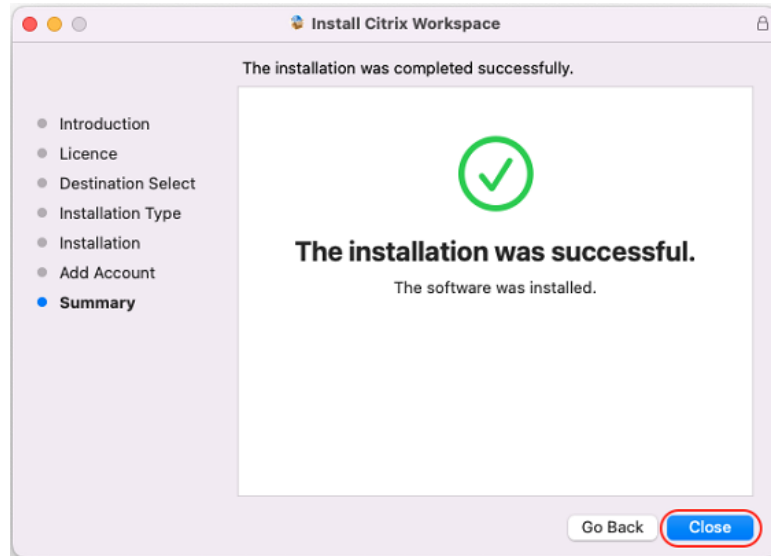 Install Citrix Workspace
The installation was completed successfully.
Introduction
Licence
Destination Select
Installation Type
Installation
Add Account
Summary
The installation was successful.
The software was installed.
Go Back
Close